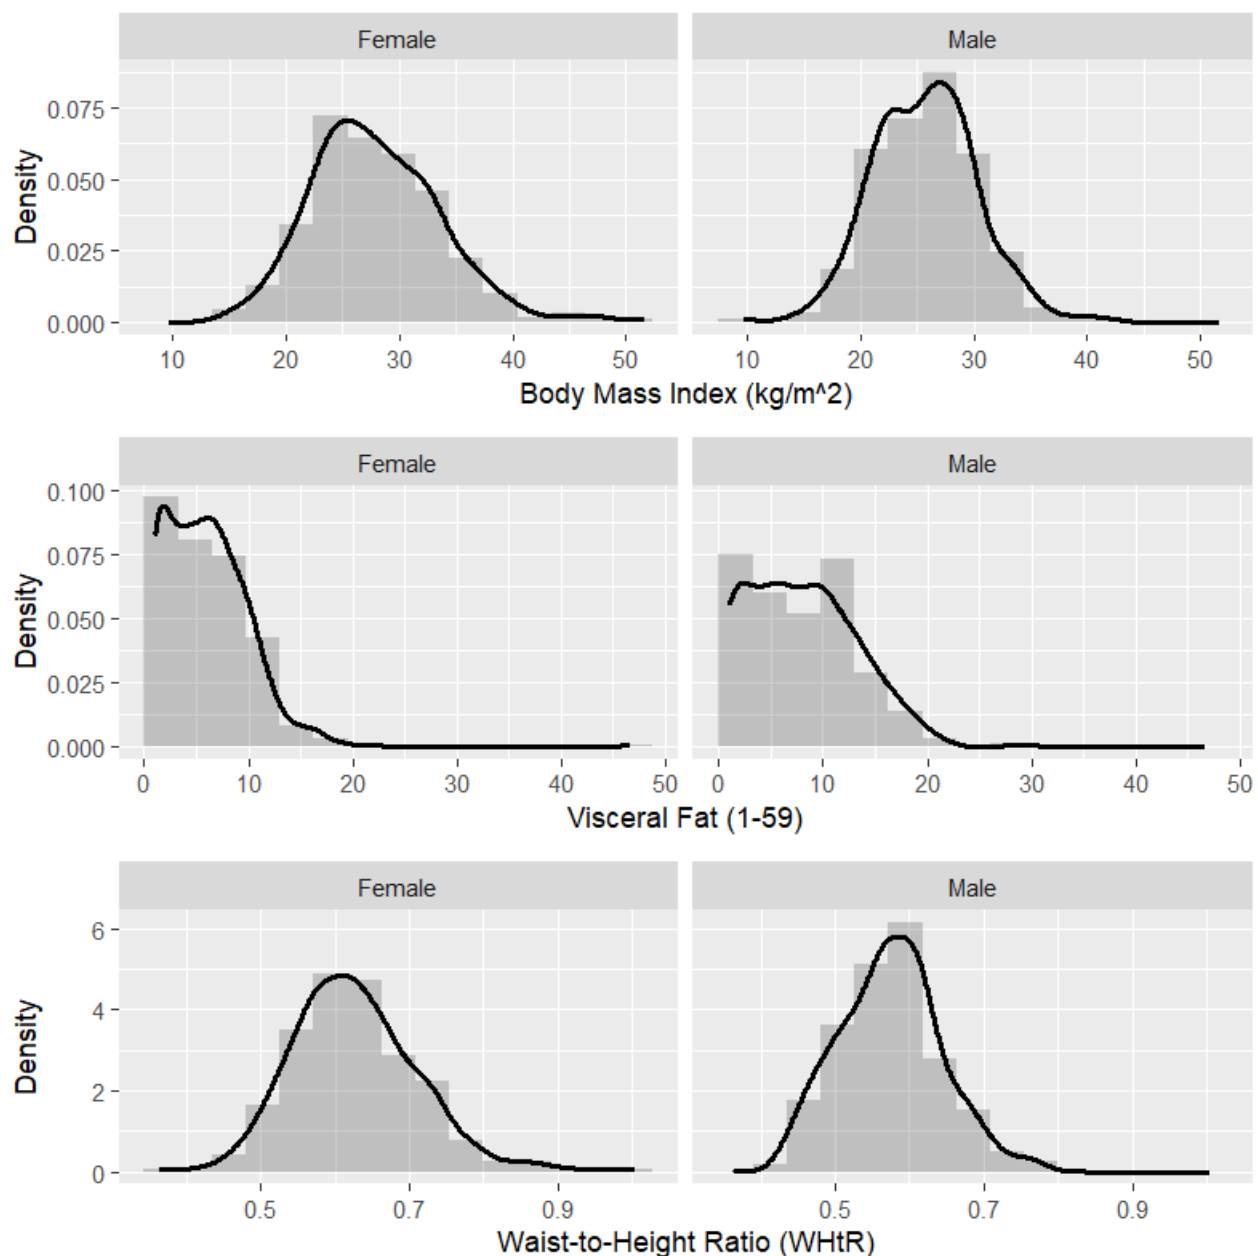 Female Male
Density
0.075
0.050
0.025
0.000
10 20 30 40 50 10 20 30 40 50
Body Mass Index (kg/m^2)
Female Male
Density
0.100
0.075
0.050
0.025
0.000
0 10 20 30 40 50 0 10 20 30 40 50
Visceral Fat (1-59)
Female Male
Density
6
4
2
0
0.5 0.7 0.9 0.5 0.7 0.9
Waist-to-Height Ratio (WHtR)